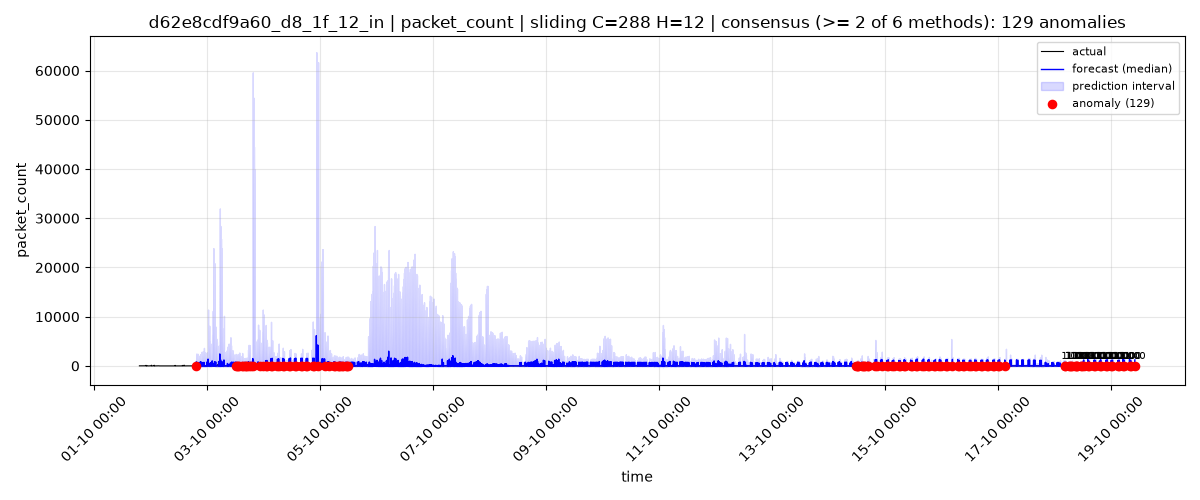 d62e8cdf9a60_d8_1f_12_in | packet_count | sliding C=288 H=12 | consensus (>= 2 of 6 methods): 129 anomalies
actual
forecast (median)
prediction interval
anomaly (129)
packet_count
60000
50000
40000
30000
20000
10000
0
01-10 00:00
03-10 00:00
05-10 00:00
07-10 00:00
09-10 00:00
11-10 00:00
13-10 00:00
15-10 00:00
17-10 00:00
19-10 00:00
time